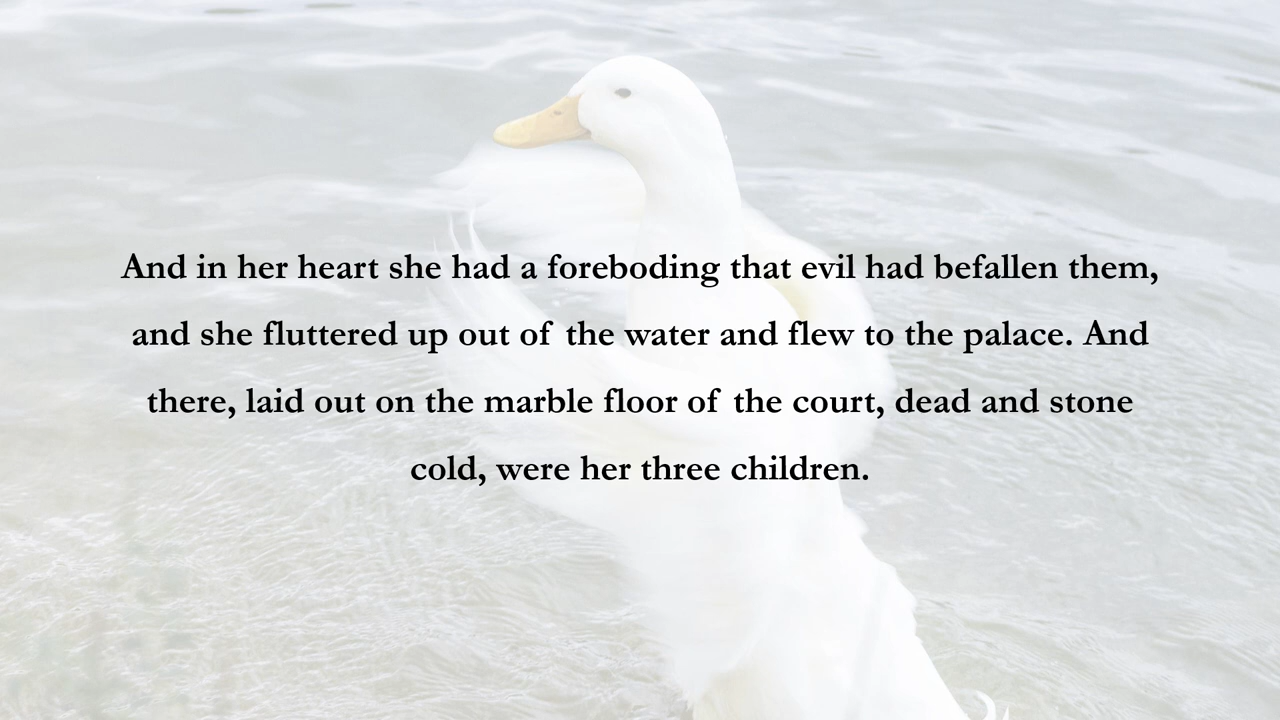 And in her heart she had a foreboding that evil had befallen them,
and she fluttered up out of the water and flew to the palace. And
there, laid out on the marble floor of the court, dead and stone
cold, were her three children.